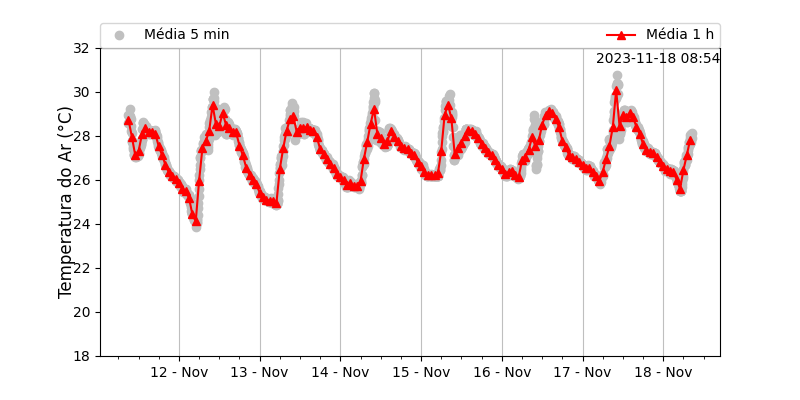 Média 5 min
Média 1 h
2023-11-18 08:54
Temperatura do Ar (°C)
32
30
28
26
24
22
20
18
12 - Nov
13 - Nov
14 - Nov
15 - Nov
16 - Nov
17 - Nov
18 - Nov